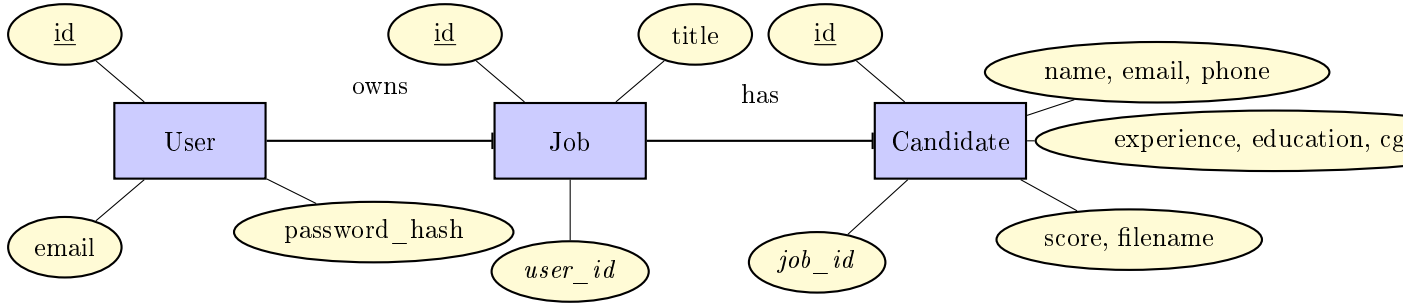 id
id
title
id
name, email, phone
owns
has
User
Job
Candidate
experience, education, cg
email
password_hash
user_id
job_id
score, filename